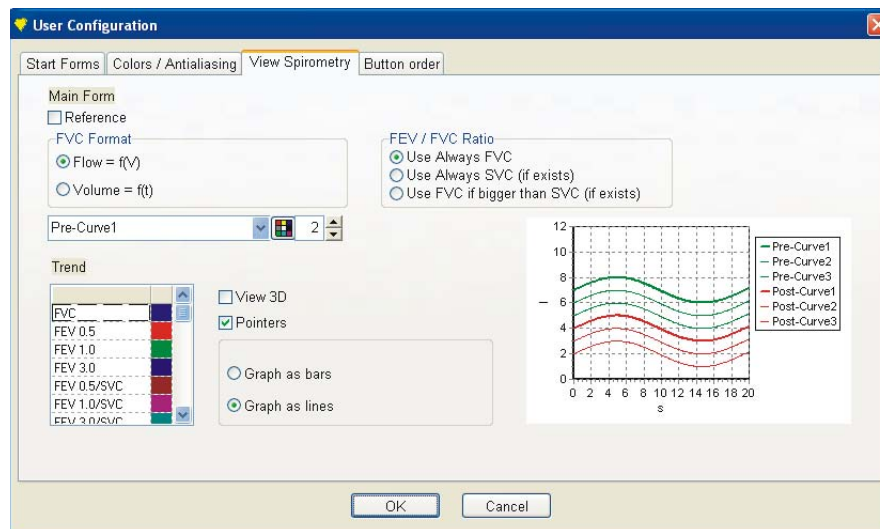 User Configuration
Start Forms
Colors / Antialiasing
View Spirometry
Button order
Main Form
Reference
FVC Format
Flow = f(V)
Volume = f(t)
FEV / FVC Ratio
Use Always FVC
Use Always SVC (if exists)
Use FVC if bigger than SVC (if exists)
Pre-Curve1
2
Trend
FVC
FEV 0.5
FEV 1.0
FEV 3.0
FEV 0.5/SVC
FEV 1.0/SVC
FEV 3.0/SVC
View 3D
Pointers
Graph as bars
Graph as lines
12
10
8
6
4
2
0
l
0 2 4 6 8 10 12 14 16 18 20
s
Pre-Curve1
Pre-Curve2
Pre-Curve3
Post-Curve1
Post-Curve2
Post-Curve3
OK
Cancel